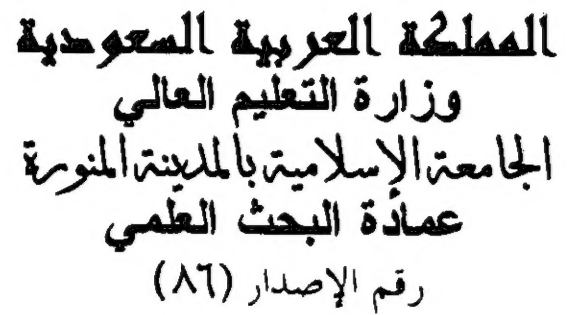 المملكة العربية السعودية
وزارة التعليم العالي
الجامعة الإسلامية بالمدينة المنورة
عمادة البحث العلمي
رقم الإصدار (٨٦)